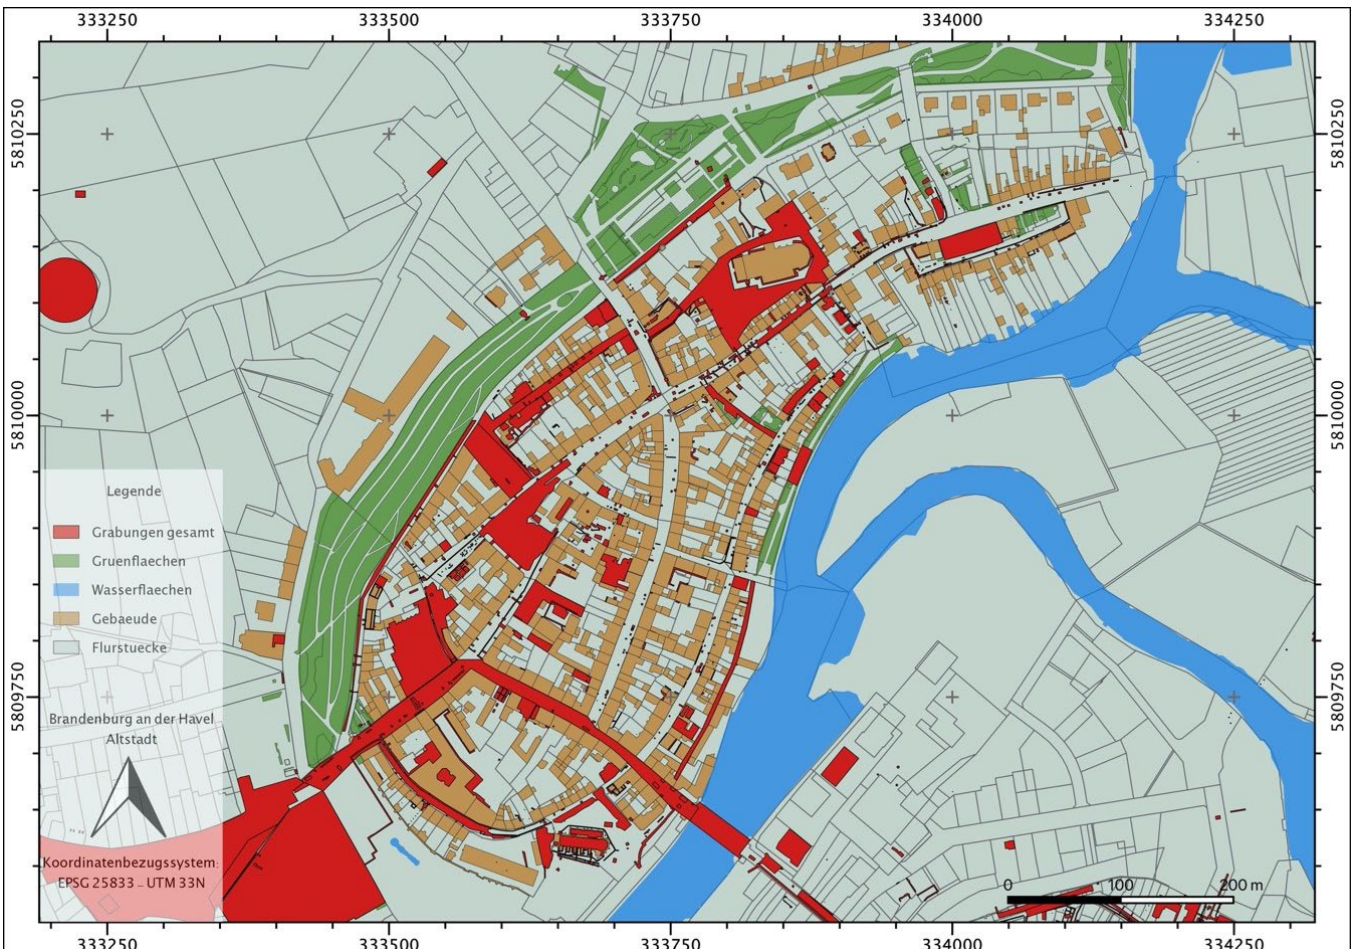 333250 333500 333750 334000 334250
5810250 5810250
5810000 5810000
Legende
Grabungen gesamt
Gruenflaechen
Wasserflaechen
Gebaeude
Flurstuecke
5809750 5809750
Brandenburg an der Havel
Altstadt
Koordinatenbezugssystem:
EPSG 25833 _ UTM 33N
0 100 200 m
333250 333500 333750 334000 334250